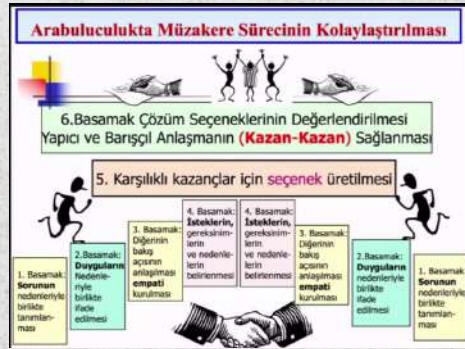 Arabuluculukta Müzakere Sürecinin Kolaylaştırılması
6.Basamak Çözüm Seçeneklerinin Değerlendirilmesi
Yapıcı ve Barışçıl Anlaşmanın (Kazan-Kazan) Sağlanması
5. Karşılıklı kazançlar için seçenek üretilmesi
1. Basamak:
Sorunun
nedenleriyle
birlikte
tanımlan-
ması
2.Basamak:
Duyguların
Nedenle-
riyle
birlikte
ifade
edilmesi
3. Basamak:
Diğerinin
bakış
açısının
anlaşılması
empati
kurulması
4. Basamak:
İsteklerin,
gereksinim-
lerin
ve nedenle-
lerin
belirlenmesi
4. Basamak:
İsteklerin,
gereksinim-
lerin
ve nedenle-
lerin
belirlenmesi
3. Basamak:
Diğerinin
bakış
açısının
anlaşılması
empati
kurulması
2. Basamak:
Duyguların
nedenleriyle
birlikte
ifade
edilmesi
1. Basamak:
Sorunun
nedenleriyle
birlikte
tanımlan-
ması